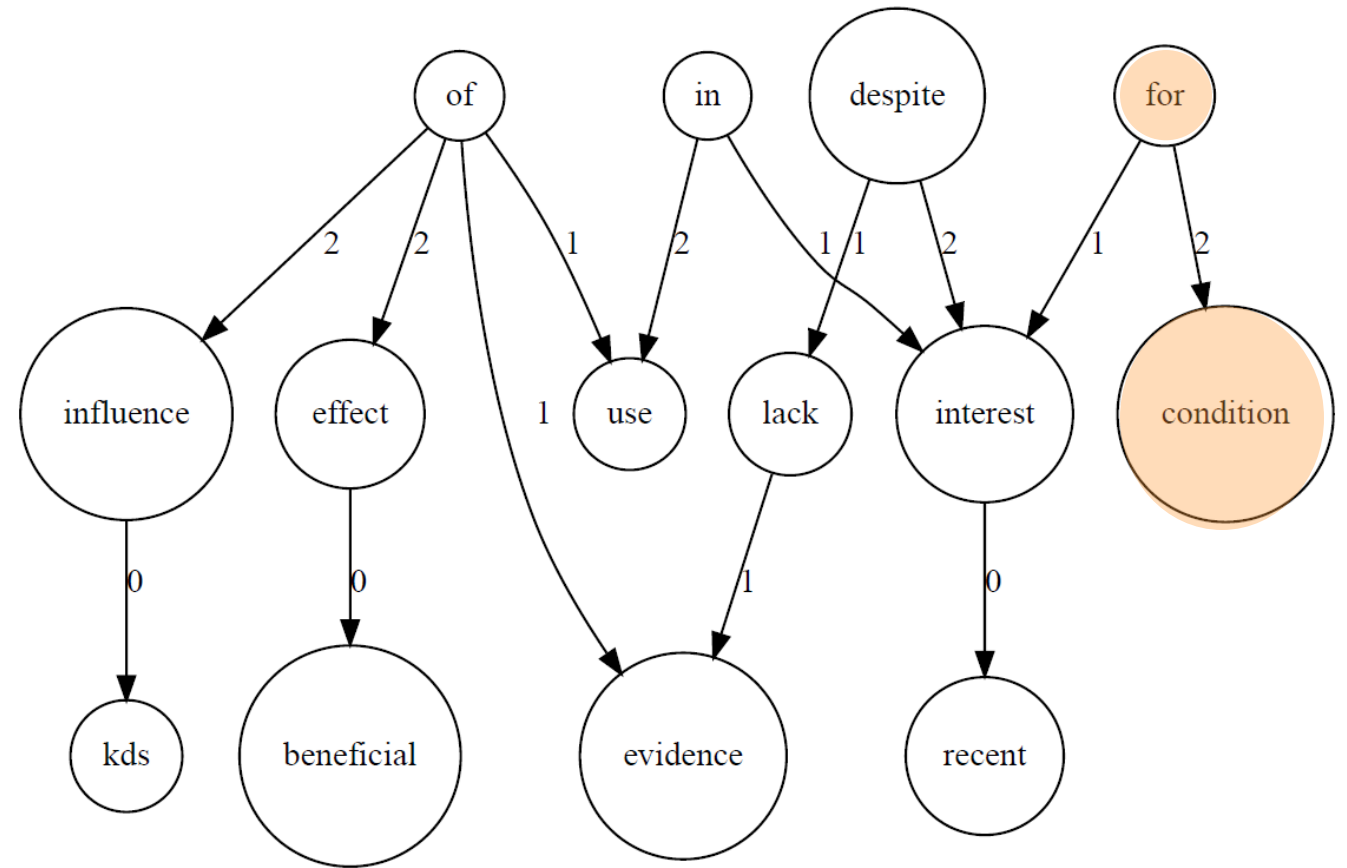 of in despite for
2 2 1 2 1 1 2 1 2
influence effect 1 use lack interest condition
0 0 1 0
kds beneficial evidence recent